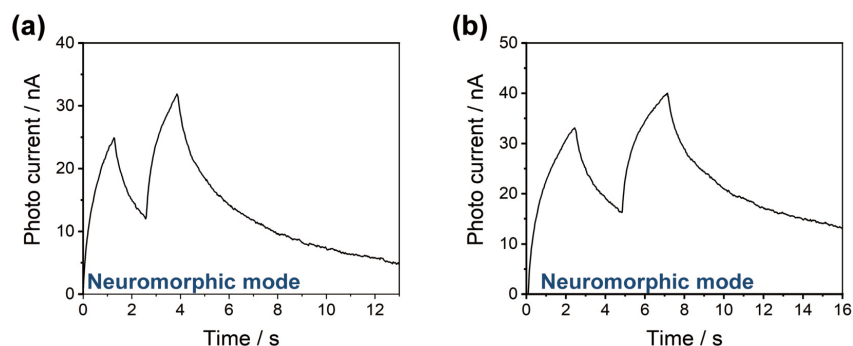 (a)
40
30
20
10
0
Photo current / nA
Neuromorphic mode
0 2 4 6 8 10 12
Time / s
(b)
50
40
30
20
10
0
Photo current / nA
Neuromorphic mode
0 2 4 6 8 10 12 14 16
Time / s